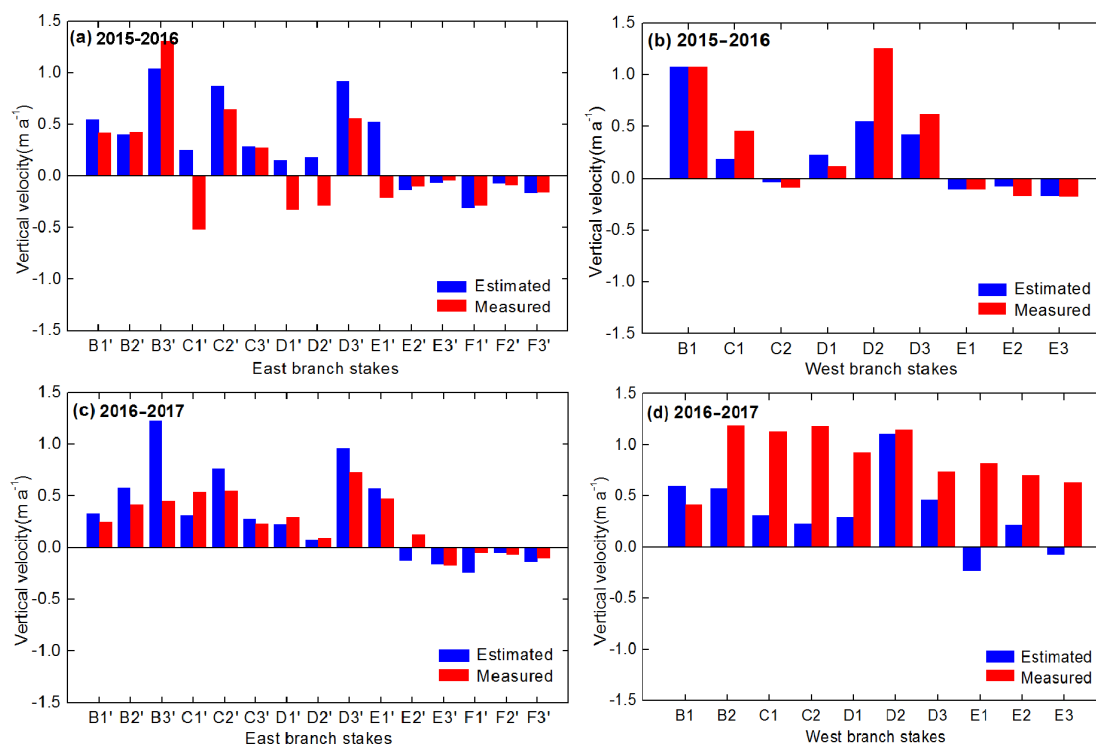 (a) 2015-2016
Vertical velocity(m a⁻¹)
1.5
1.0
0.5
0.0
-0.5
-1.0
-1.5
Estimated
Measured
B1' B2' B3' C1' C2' C3' D1' D2' D3' E1' E2' E3' F1' F2' F3'
East branch stakes
(b) 2015-2016
Vertical velocity(m a⁻¹)
1.5
1.0
0.5
0.0
-0.5
-1.0
-1.5
Estimated
Measured
B1 C1 C2 D1 D2 D3 E1 E2 E3
West branch stakes
(c) 2016-2017
Vertical velocity(m a⁻¹)
1.5
1.0
0.5
0.0
-0.5
-1.0
-1.5
Estimated
Measured
B1' B2' B3' C1' C2' C3' D1' D2' D3' E1' E2' E3' F1' F2' F3'
East branch stakes
(d) 2016-2017
Vertical velocity(m a⁻¹)
1.5
1.0
0.5
0.0
-0.5
-1.0
-1.5
Estimated
Measured
B1 B2 C1 C2 D1 D2 D3 E1 E2 E3
West branch stakes